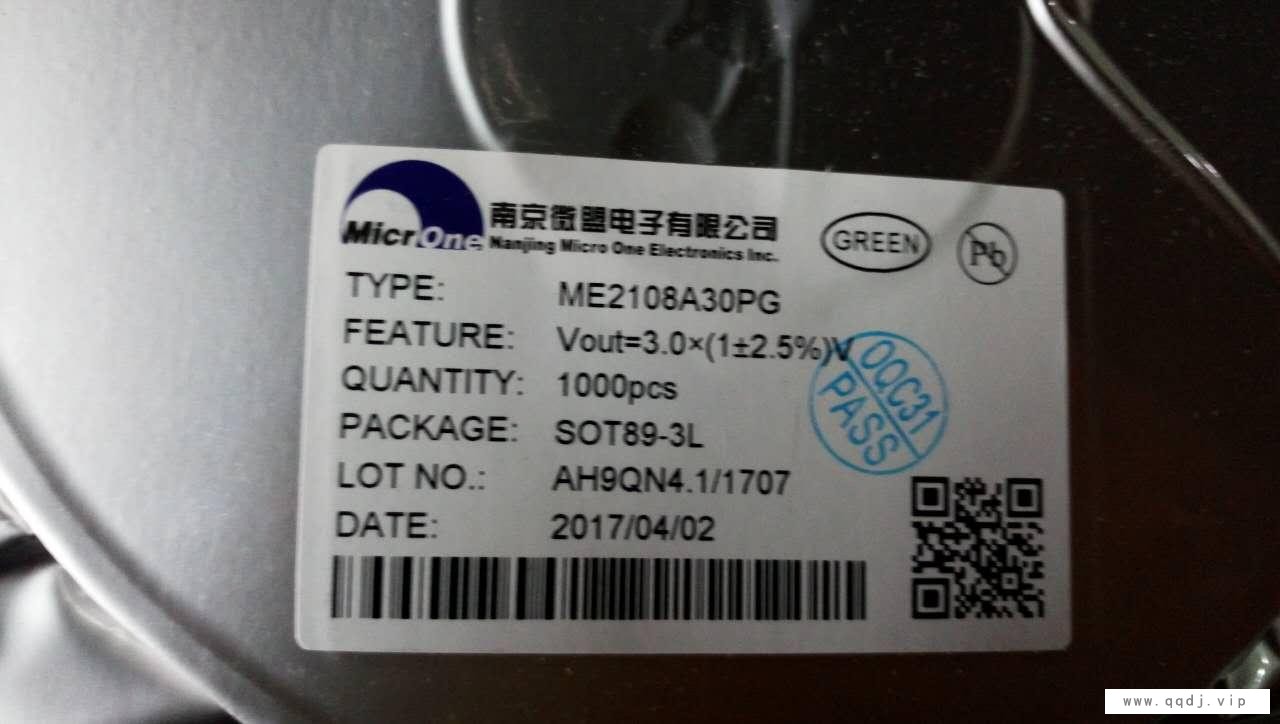 MicrOne
南京微盟电子有限公司
Nanjing Micro One Electronics Inc.
GREEN
Pb
TYPE: ME2108A30PG
FEATURE: Vout=3.0×(1±2.5%)V
QUANTITY: 1000pcs
PACKAGE: SOT89-3L
LOT NO.: AH9QN4.1/1707
DATE: 2017/04/02
OQC31
PASS
www.qqdj.vip